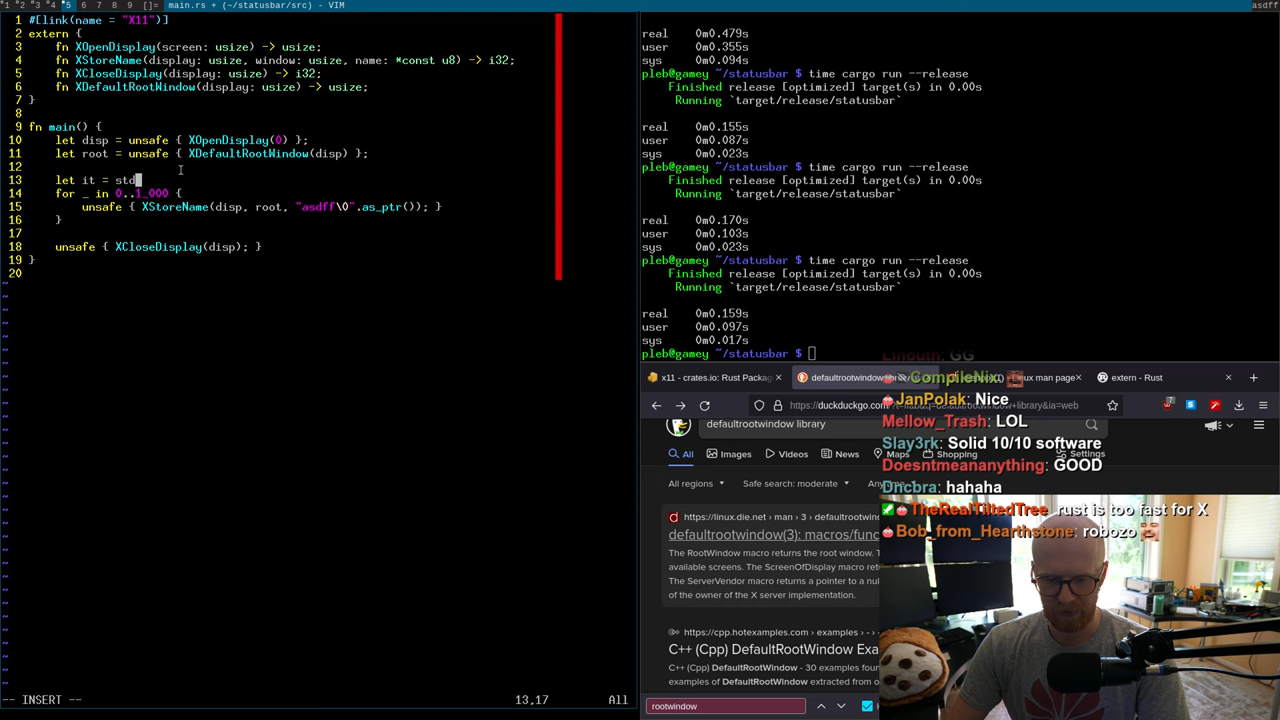 1 2 3 4 5 6 7 8 9 []= main.rs + (~/statusbar/src) - VIM
asdff
1 #[link(name = "X11")]
2 extern {
3 fn XOpenDisplay(screen: usize) -> usize;
4 fn XStoreName(display: usize, window: usize, name: *const u8) -> i32;
5 fn XCloseDisplay(display: usize) -> i32;
6 fn XDefaultRootWindow(display: usize) -> usize;
7 }
8
9 fn main() {
10 let disp = unsafe { XOpenDisplay(0) };
11 let root = unsafe { XDefaultRootWindow(disp) };
12
13 let it = std
14 for _ in 0..1_000 {
15 unsafe { XStoreName(disp, root, "asdff\0".as_ptr()); }
16 }
17
18 unsafe { XCloseDisplay(disp); }
19 }
20
-- INSERT --
13,17
All
real 0m0.479s
user 0m0.355s
sys 0m0.094s
pleb@gamey ~/statusbar $ time cargo run --release
Finished release [optimized] target(s) in 0.00s
Running `target/release/statusbar`
real 0m0.155s
user 0m0.087s
sys 0m0.023s
pleb@gamey ~/statusbar $ time cargo run --release
Finished release [optimized] target(s) in 0.00s
Running `target/release/statusbar`
real 0m0.170s
user 0m0.103s
sys 0m0.023s
pleb@gamey ~/statusbar $ time cargo run --release
Finished release [optimized] target(s) in 0.00s
Running `target/release/statusbar`
real 0m0.159s
user 0m0.097s
sys 0m0.017s
pleb@gamey ~/statusbar $
x11 - crates.io: Rust Packag
defaultrootwindow
Linux man page
extern - Rust
https://duckduckgo.com
library&ia=web
defaultrootwindow library
All
Images
Videos
News
Maps
Shopping
Settings
All regions
Safe search: moderate
https://linux.die.net › man › 3 › defaultrootwin
defaultrootwindow(3): macros/func
The RootWindow macro returns the root window.
available screens. The ScreenOfDisplay macro ret
The ServerVendor macro returns a pointer to a nul
of the owner of the X server implementation.
https://cpp.hotexamples.com › examples › - ›
C++ (Cpp) DefaultRootWindow Exa
C++ (Cpp) DefaultRootWindow - 30 examples foun
examples of DefaultRootWindow extracted from o
rootwindow
Linouth: GG
CompileNix:
JanPolak: Nice
Mellow_Trash: LOL
Slay3rk: Solid 10/10 software
Doesntmeananything: GOOD
Dncbra: hahaha
TheRealTiltedTree: rust is too fast for X
Bob_from_Hearthstone: robozo